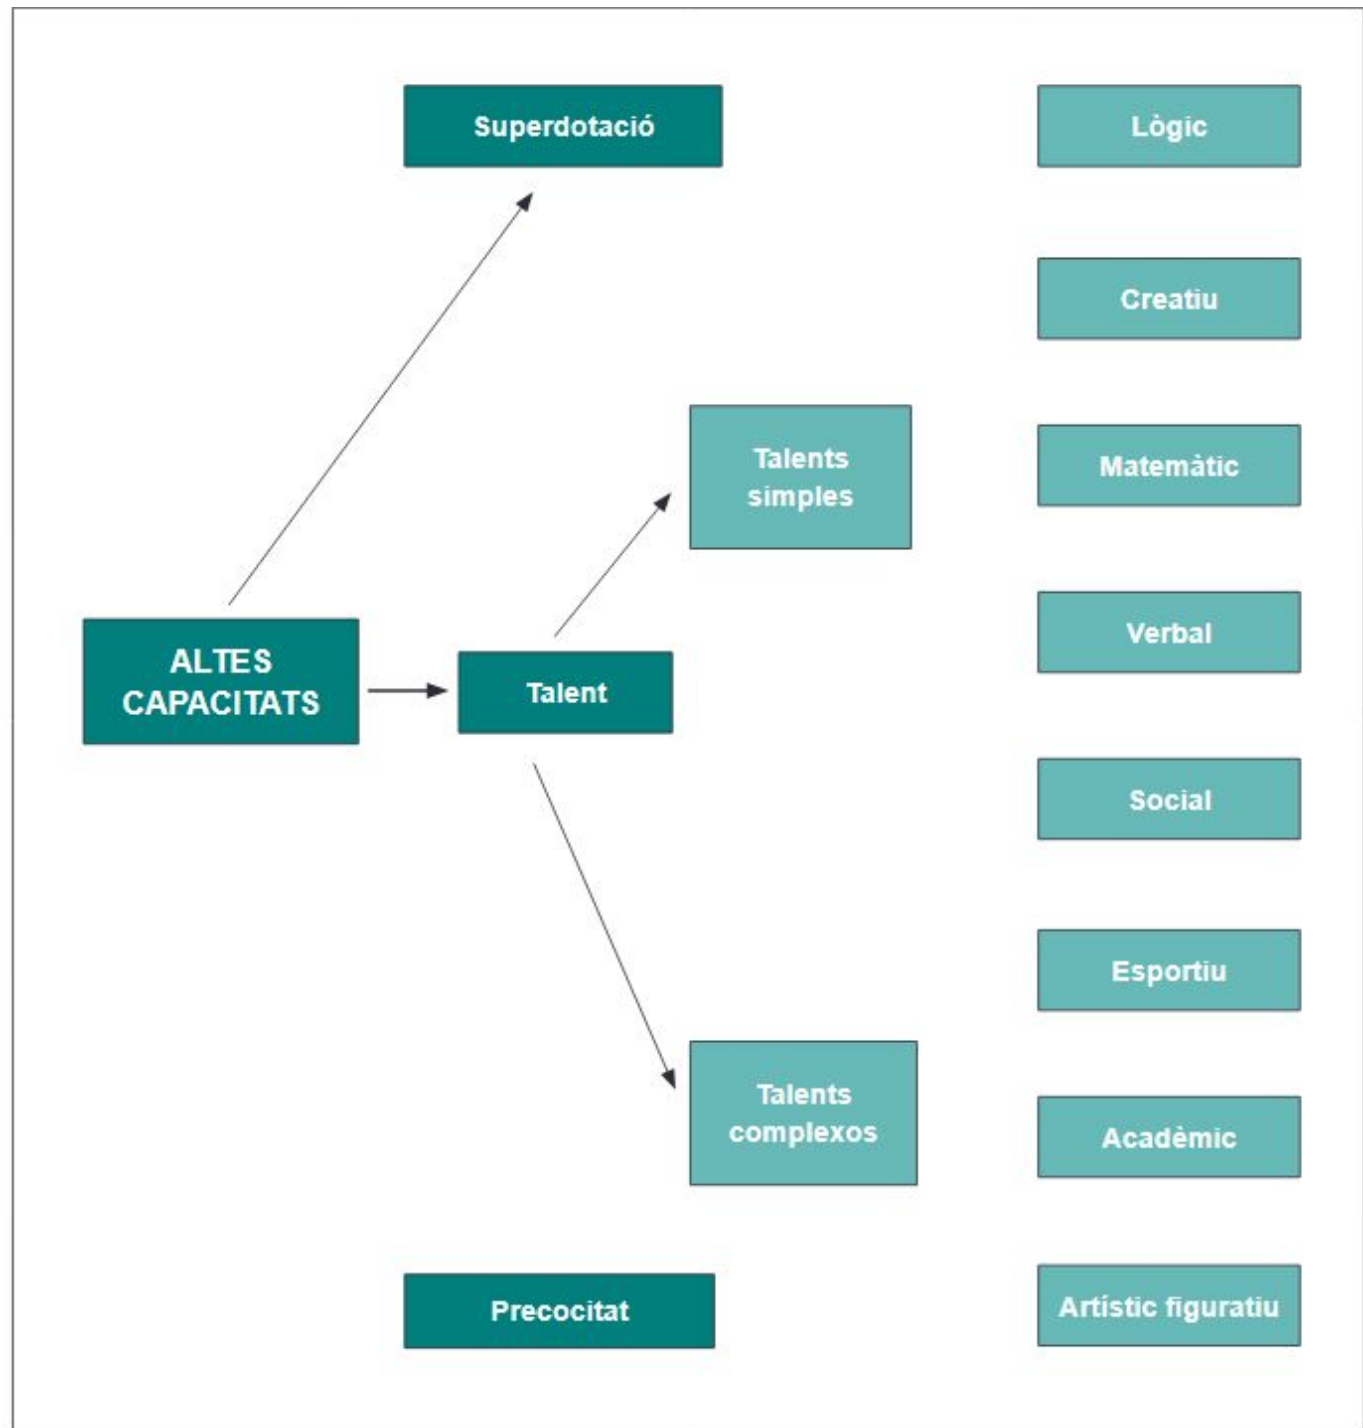 Superdotació
Lògic
Creatiu
Talents
simples
Matemàtic
Verbal
ALTES
CAPACITATS
Talent
Social
Esportiu
Talents
complexos
Acadèmic
Precocitat
Artístic figuratiu